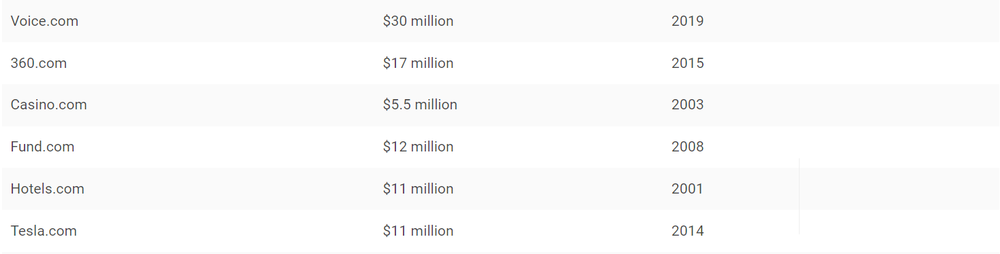 Voice.com $30 million 2019
360.com $17 million 2015
Casino.com $5.5 million 2003
Fund.com $12 million 2008
Hotels.com $11 million 2001
Tesla.com $11 million 2014